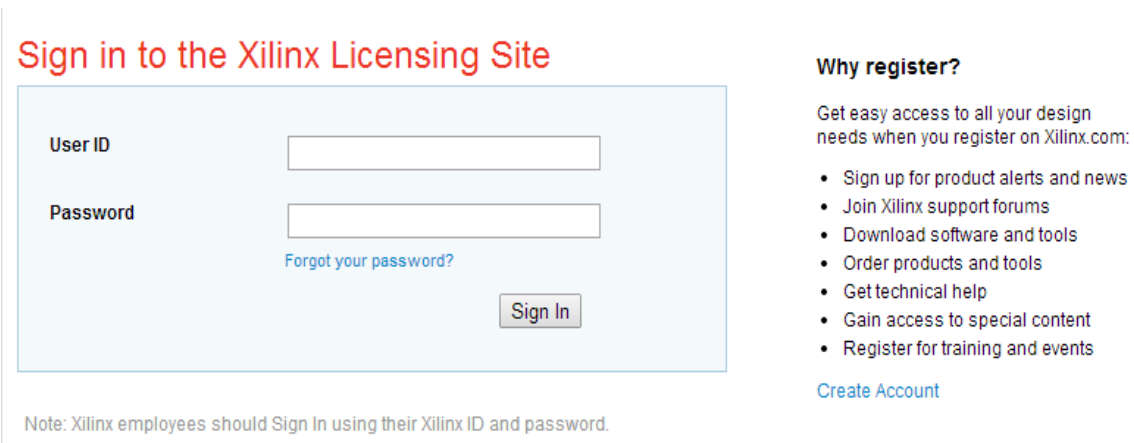 Sign in to the Xilinx Licensing Site
User ID
Password
Forgot your password?
Sign In
Note: Xilinx employees should Sign In using their Xilinx ID and password.
Why register?
Get easy access to all your design
needs when you register on Xilinx.com:
• Sign up for product alerts and news
• Join Xilinx support forums
• Download software and tools
• Order products and tools
• Get technical help
• Gain access to special content
• Register for training and events
Create Account